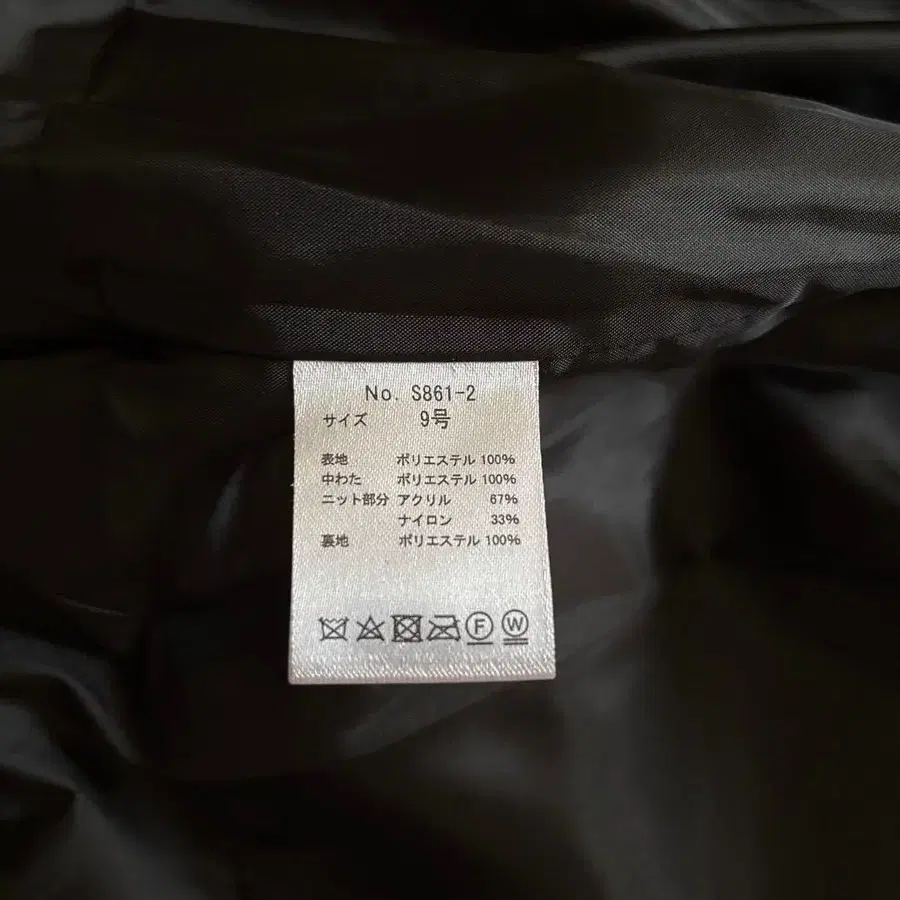 No. S861-2
サイズ 9号
表地 ポリエステル 100%
中わた ポリエステル 100%
ニット部分 アクリル 67%
ナイロン 33%
裏地 ポリエステル 100%
F W